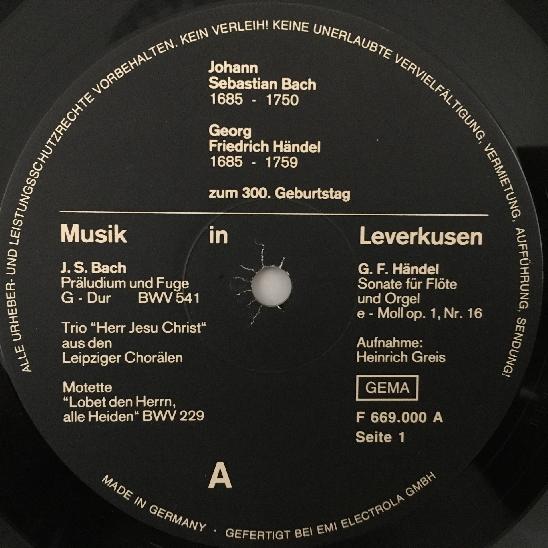 ALLE URHEBER- UND LEISTUNGSSCHUTZRECHTE VORBEHALTEN. KEIN VERLEIH! KEINE UNERLAUBTE VERVIELFÄLTIGUNG, VERMIETUNG, AUFFÜHRUNG, SENDUNG!
Johann
Sebastian Bach
1685 - 1750
Georg
Friedrich Händel
1685 - 1759
zum 300. Geburtstag
Musik in Leverkusen
J. S. Bach
Präludium und Fuge
G - Dur BWV 541
Trio "Herr Jesu Christ"
aus den
Leipziger Chorälen
Motette
"Lobet den Herrn,
alle Heiden" BWV 229
G. F. Händel
Sonate für Flöte
und Orgel
e - Moll op. 1, Nr. 16
Aufnahme:
Heinrich Greis
GEMA
F 669.000 A
Seite 1
A
MADE IN GERMANY · GEFERTIGT BEI EMI ELECTROLA GMBH